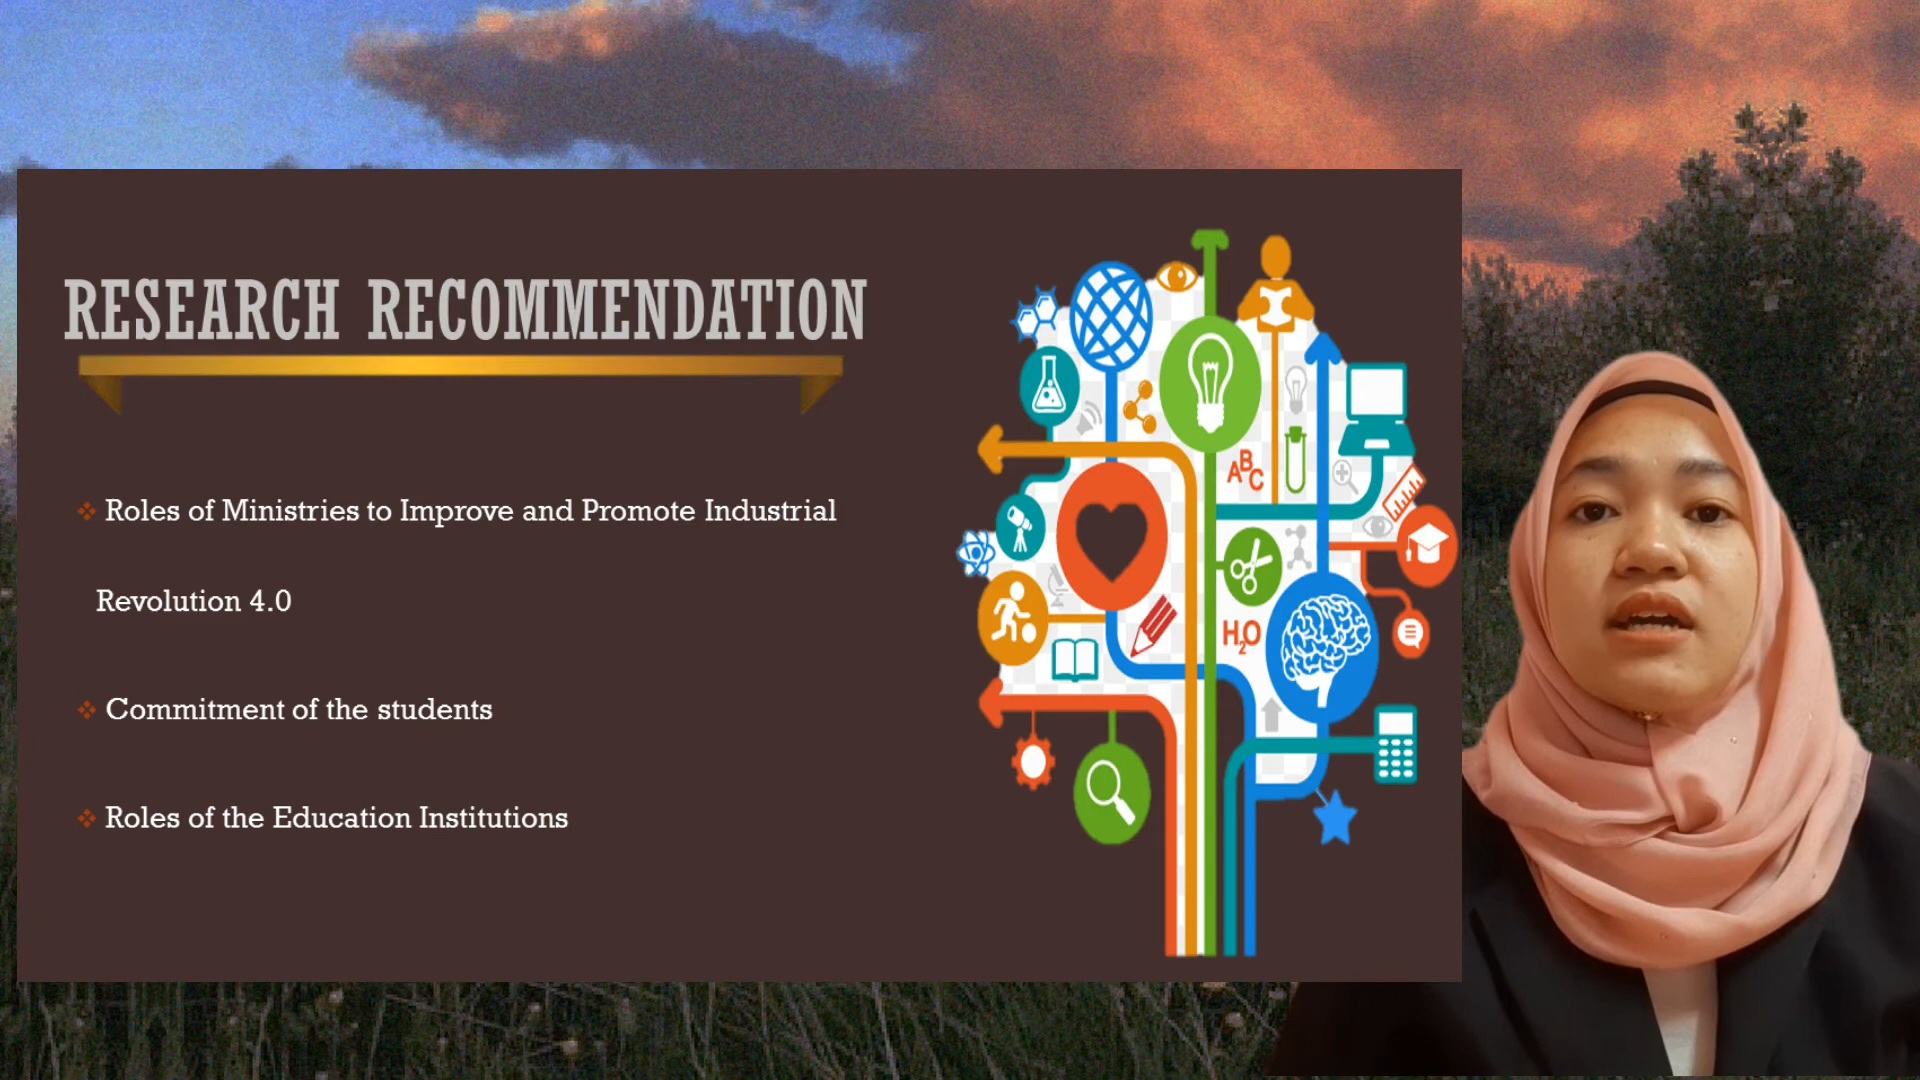 RESEARCH RECOMMENDATION
Roles of Ministries to Improve and Promote Industrial
Revolution 4.0
Commitment of the students
Roles of the Education Institutions
ABC
H2O